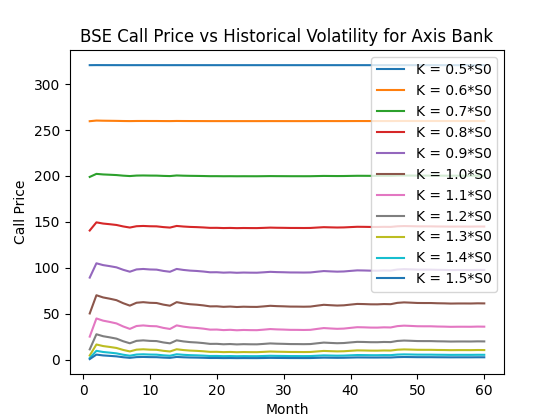 BSE Call Price vs Historical Volatility for Axis Bank
Call Price
300
250
200
150
100
50
0
K = 0.5*S0
K = 0.6*S0
K = 0.7*S0
K = 0.8*S0
K = 0.9*S0
K = 1.0*S0
K = 1.1*S0
K = 1.2*S0
K = 1.3*S0
K = 1.4*S0
K = 1.5*S0
0 10 20 30 40 50 60
Month